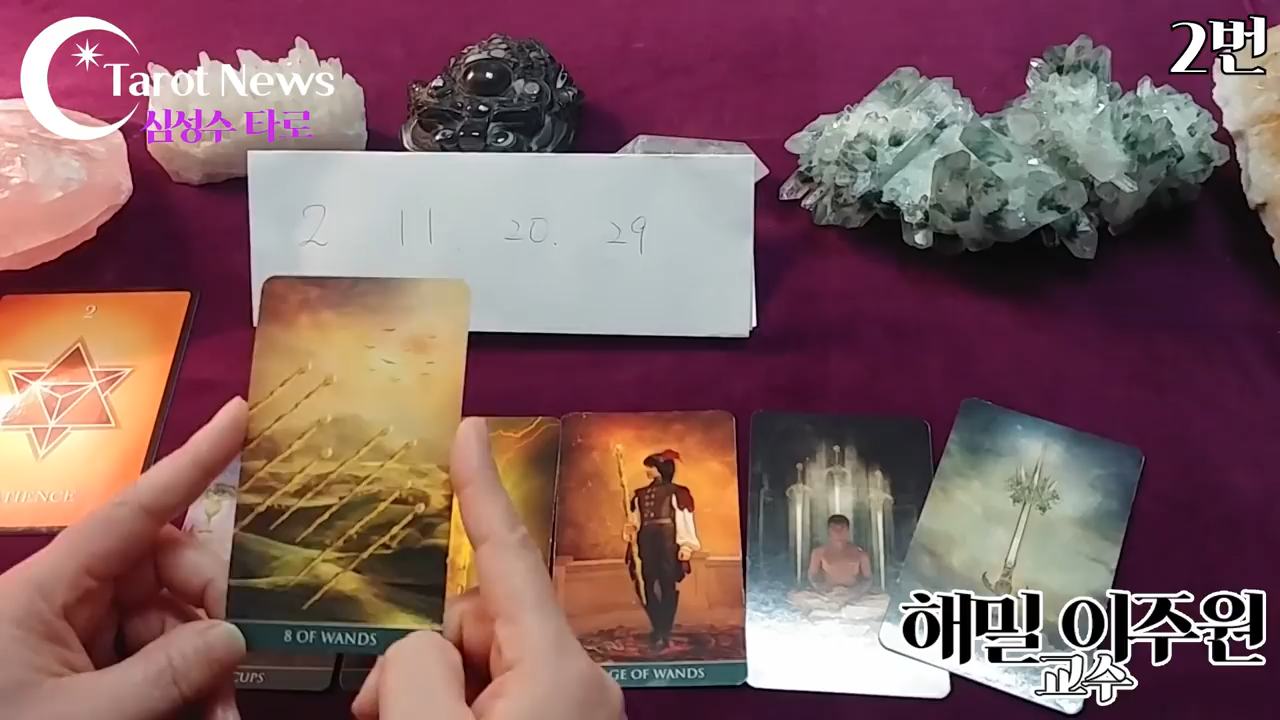 2번
Tarot News
심성수 타로
2 11. 20. 29
2
TIENCE
8 OF WANDS
CUPS
GE OF WANDS
해밀 이주원
교수